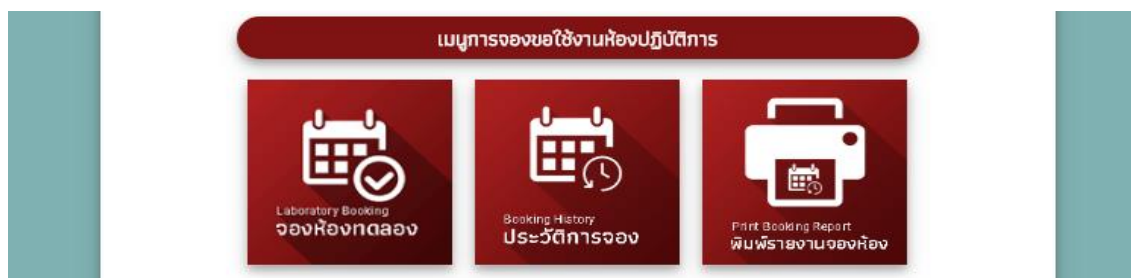 เมนูการจองขอใช้งานห้องปฏิบัติการ
Laboratory Booking
จองห้องทดลอง
Booking History
ประวัติการจอง
Print Booking Report
พิมพ์รายงานจองห้อง